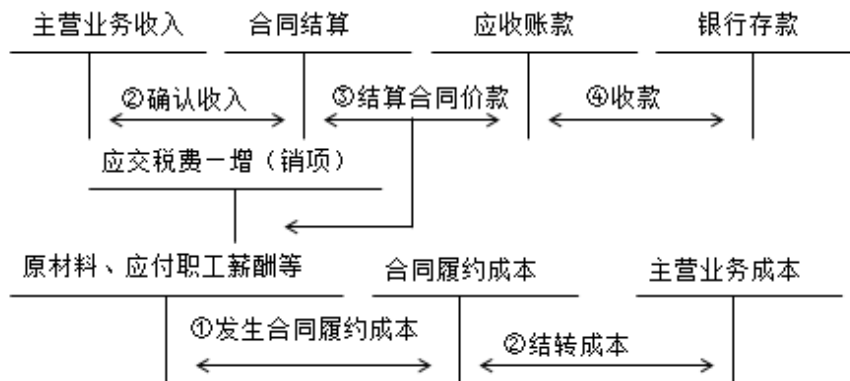 主营业务收入 合同结算 应收账款 银行存款
②确认收入 ③结算合同价款 ④收款
应交税费－增（销项）
原材料、应付职工薪酬等 合同履约成本 主营业务成本
①发生合同履约成本 ②结转成本